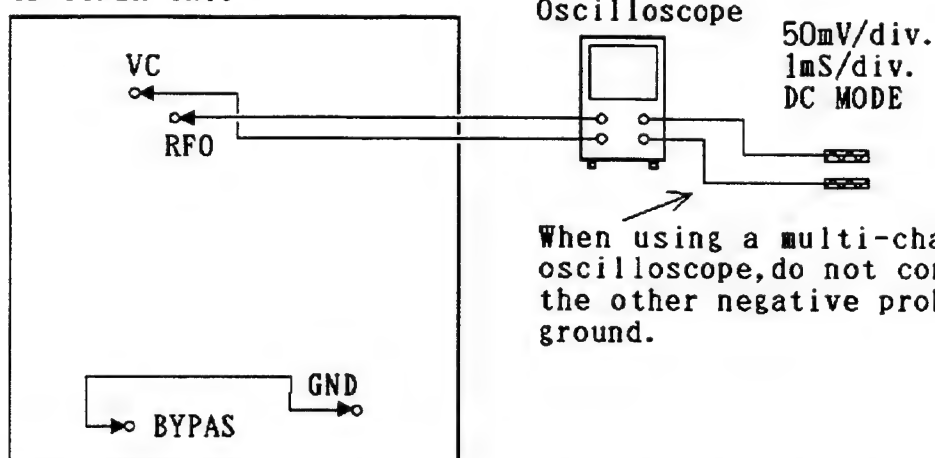 Oscilloscope
50mV/div.
1mS/div.
DC MODE
VC
RFO
When using a multi-cha
oscilloscope,do not co
the other negative pro
ground.
GND
BYPAS